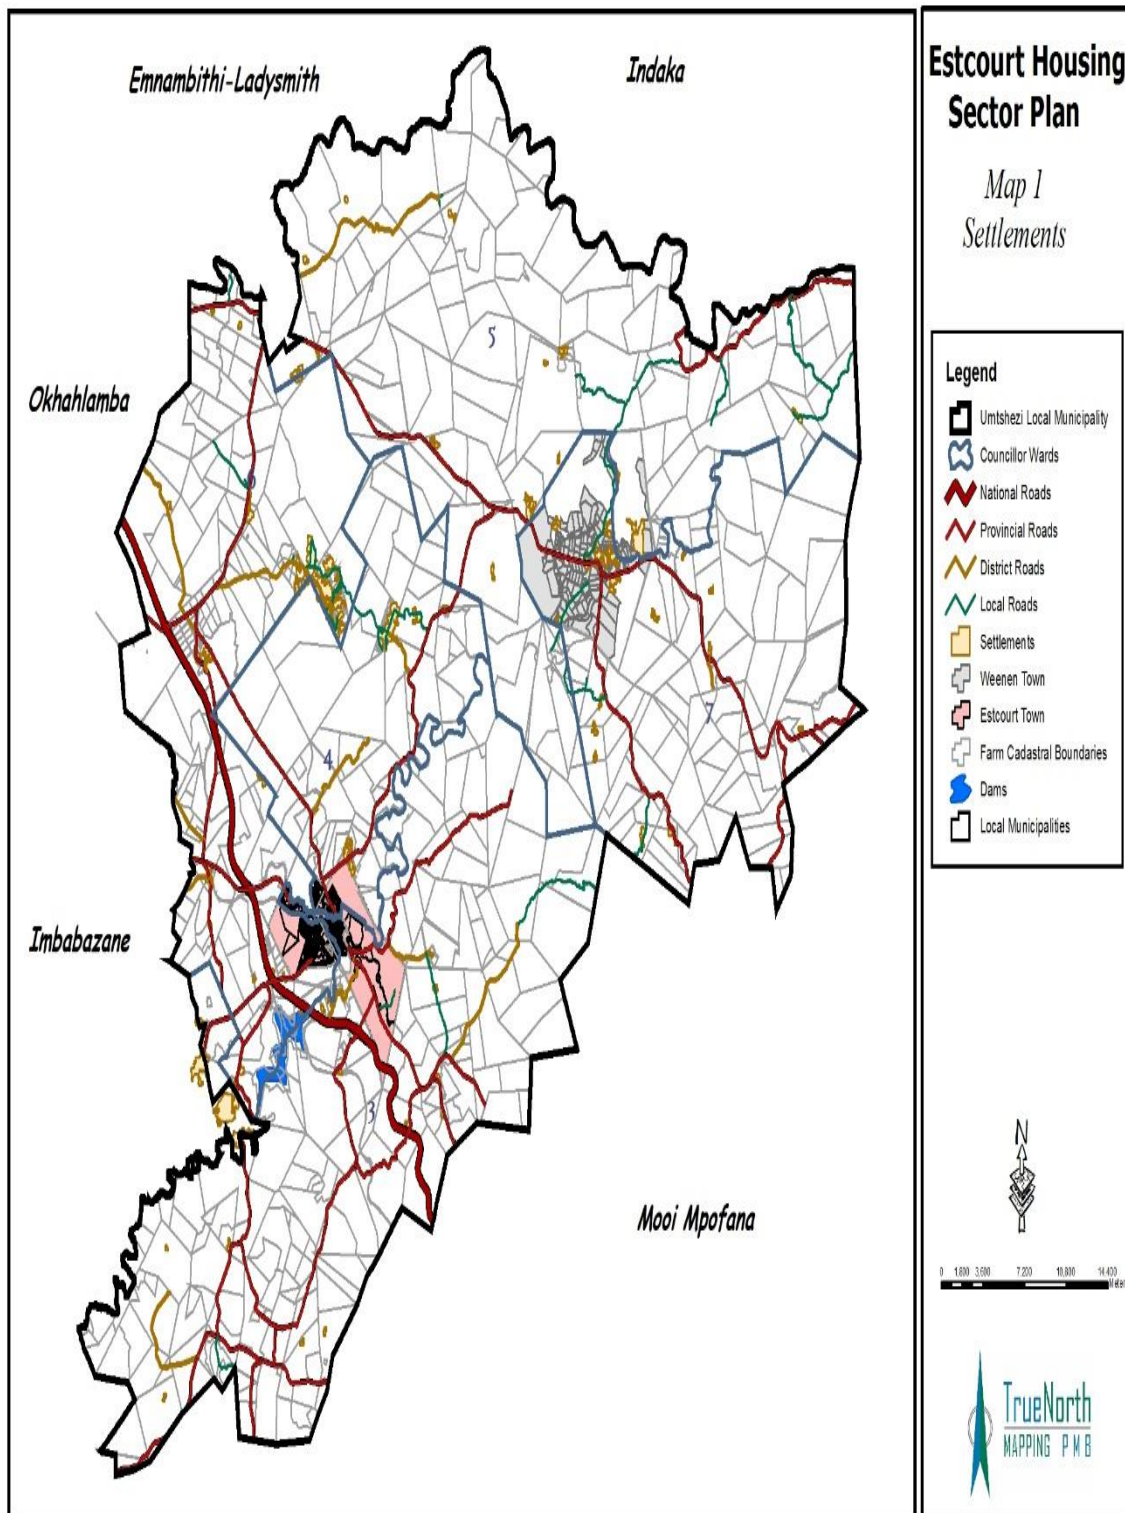 Estcourt Housing
Sector Plan
Map 1
Settlements
Emnambithi-Ladysmith
Indaka
Okhahlamba
Imbabazane
Mooi Mpofana
5
4
7
3
Legend
Umtshezi Local Municipality
Councillor Wards
National Roads
Provincial Roads
District Roads
Local Roads
Settlements
Weenen Town
Estcourt Town
Farm Cadastral Boundaries
Dams
Local Municipalities
N
0 1,800 3,600 7,200 10,800 14,400
TrueNorth
MAPPING PMB